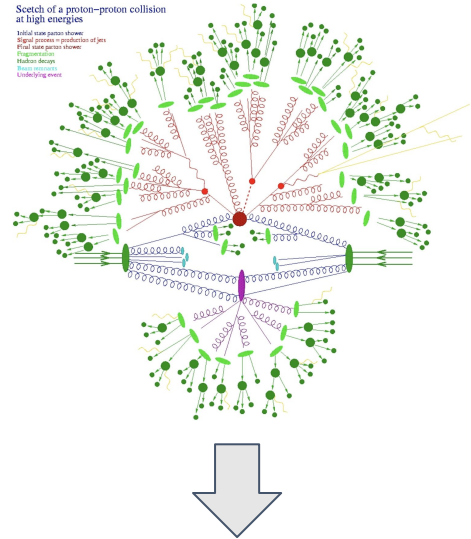 Scetch of a proton-proton collision
at high energies
Initial state parton shower
Signal process = production of jets
Final state parton shower
Fragmentation
Hadron decays
Beam remnants
Underlying event